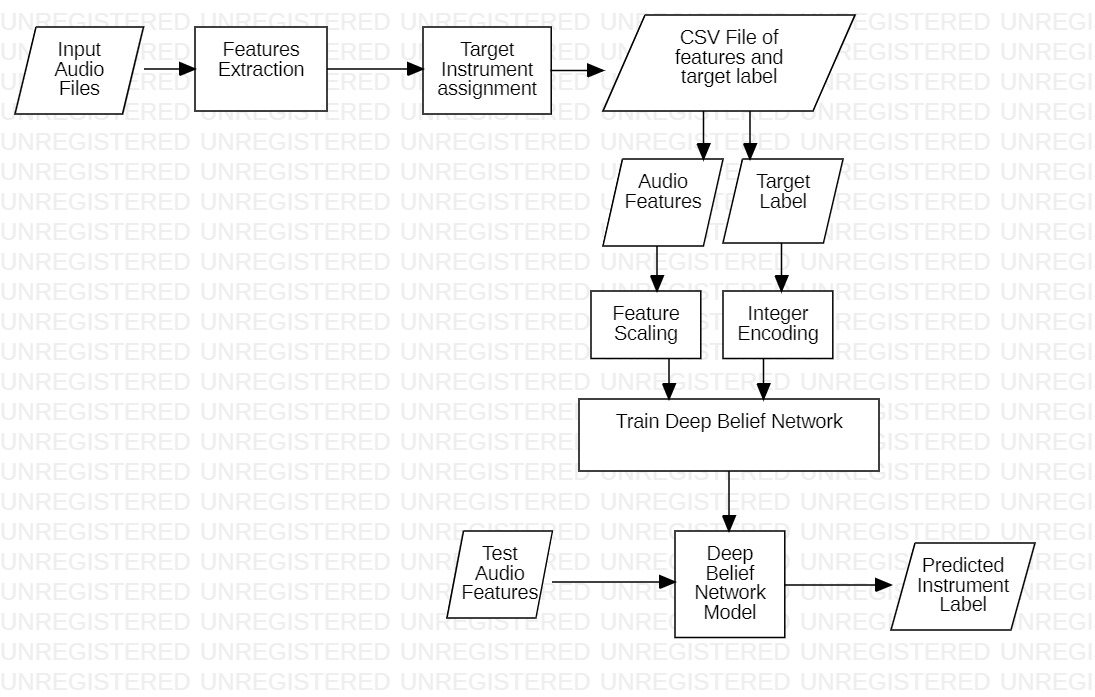 Input
Audio
Files
Features
Extraction
Target
Instrument
assignment
CSV File of
features and
target label
Audio
Features
Target
Label
Feature
Scaling
Integer
Encoding
Train Deep Belief Network
Test
Audio
Features
Deep
Belief
Network
Model
Predicted
Instrument
Label
UNREGISTERED